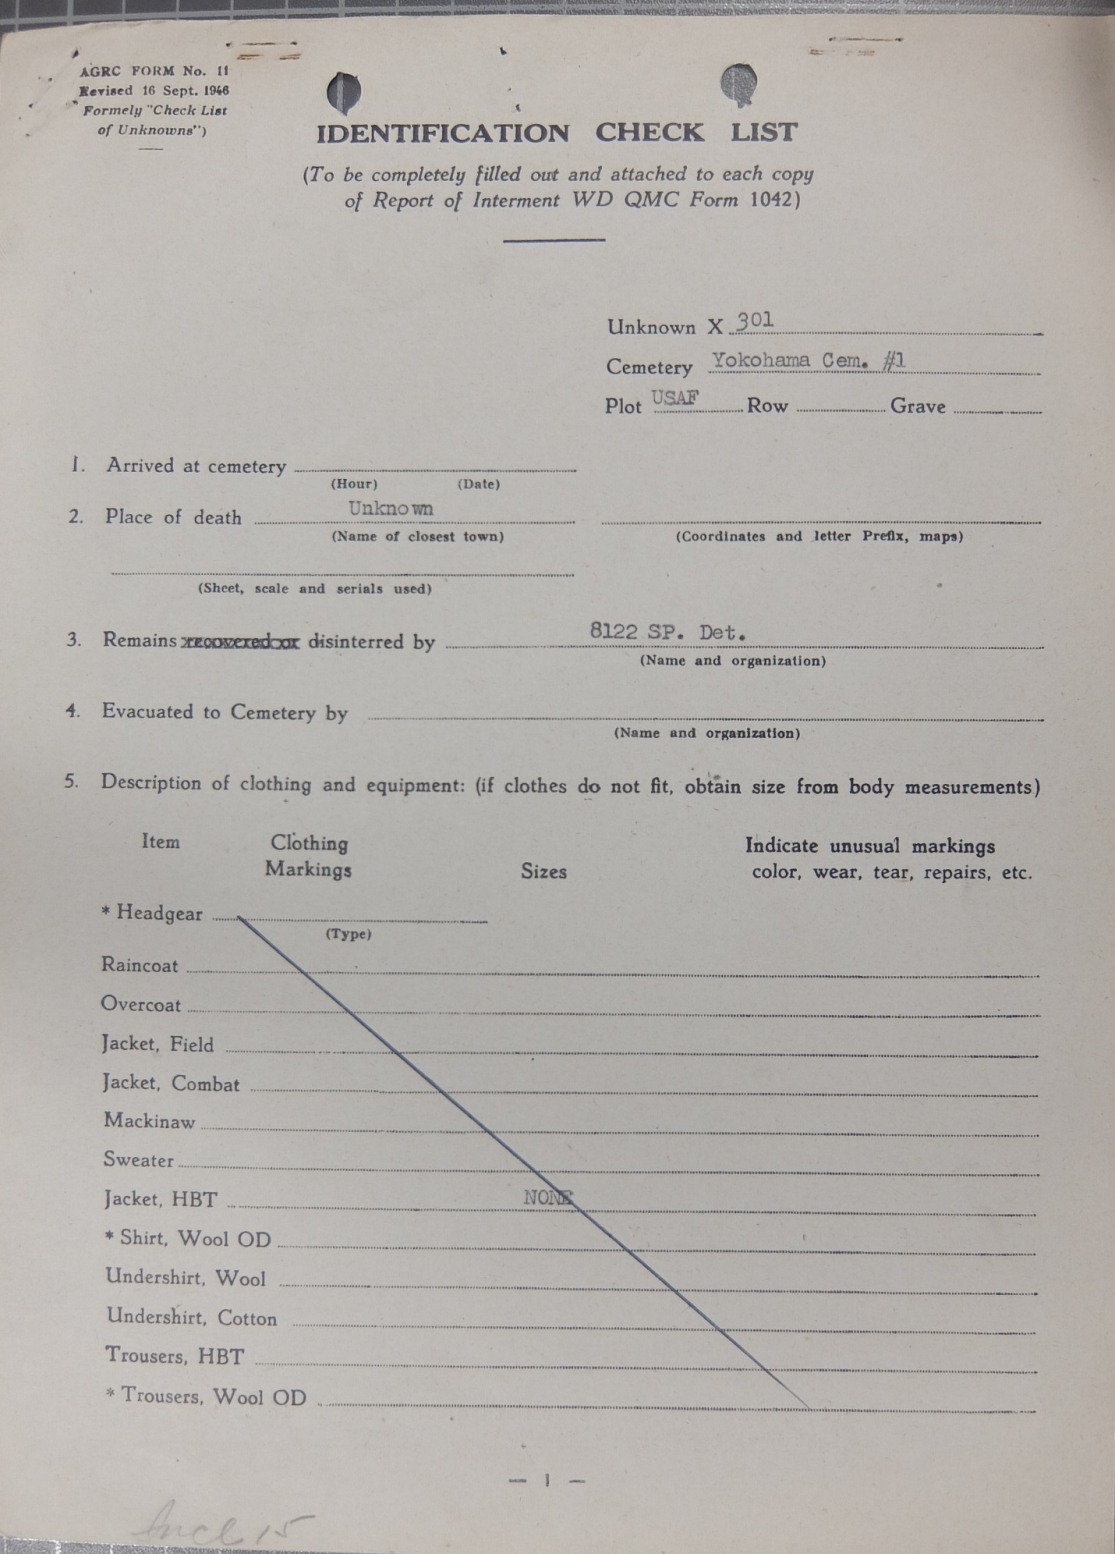 AGRC FORM No. 11
Revised 16 Sept. 1946
Formely "Check List
of Unknowns")
IDENTIFICATION CHECK LIST
(To be completely filled out and attached to each copy
of Report of Interment WD QMC Form 1042)
Unknown X 301
Cemetery Yokohama Cem. #1
Plot USAF Row Grave
1. Arrived at cemetery
(Hour) (Date)
2. Place of death Unknown
(Name of closest town) (Coordinates and letter Prefix, maps)
(Sheet, scale and serials used)
3. Remains recovered or disinterred by 8122 SP. Det.
(Name and organization)
4. Evacuated to Cemetery by
(Name and organization)
5. Description of clothing and equipment: (if clothes do not fit, obtain size from body measurements)
Item Clothing Markings Sizes Indicate unusual markings color, wear, tear, repairs, etc.
* Headgear
(Type)
Raincoat
Overcoat
Jacket, Field
Jacket, Combat
Mackinaw
Sweater
Jacket, HBT NONE
* Shirt, Wool OD
Undershirt, Wool
Undershirt, Cotton
Trousers, HBT
* Trousers, Wool OD
— 1 —
Incl 15